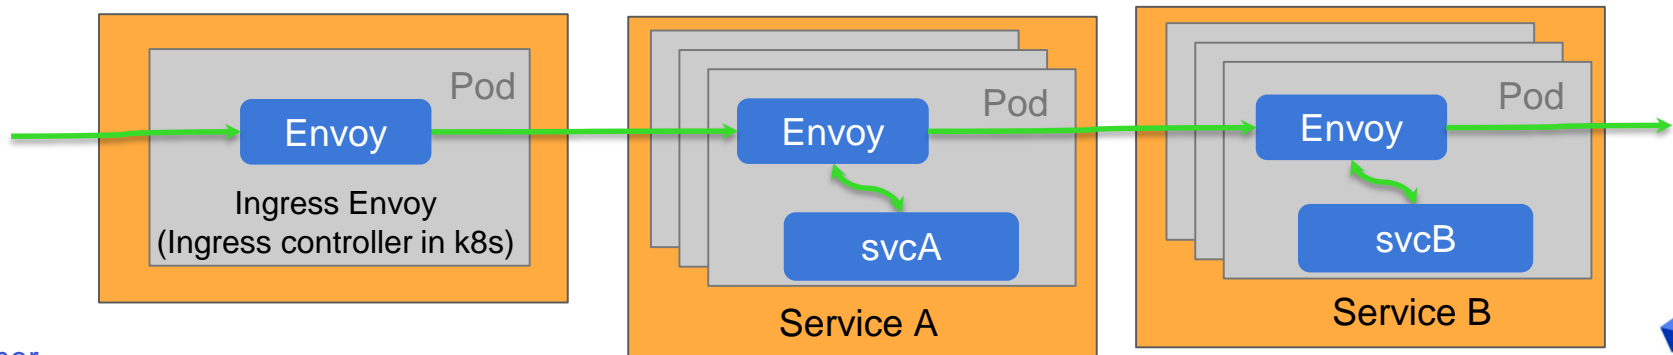 Pod
Envoy
Ingress Envoy
(Ingress controller in k8s)
Pod
Envoy
svcA
Service A
Pod
Envoy
svcB
Service B